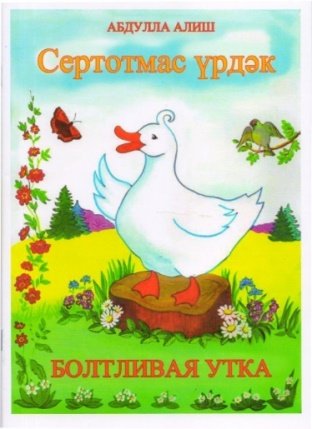 АБДУЛЛА АЛИШ
Сертотмас үрдәк
БОЛТЛИВАЯ УТКА